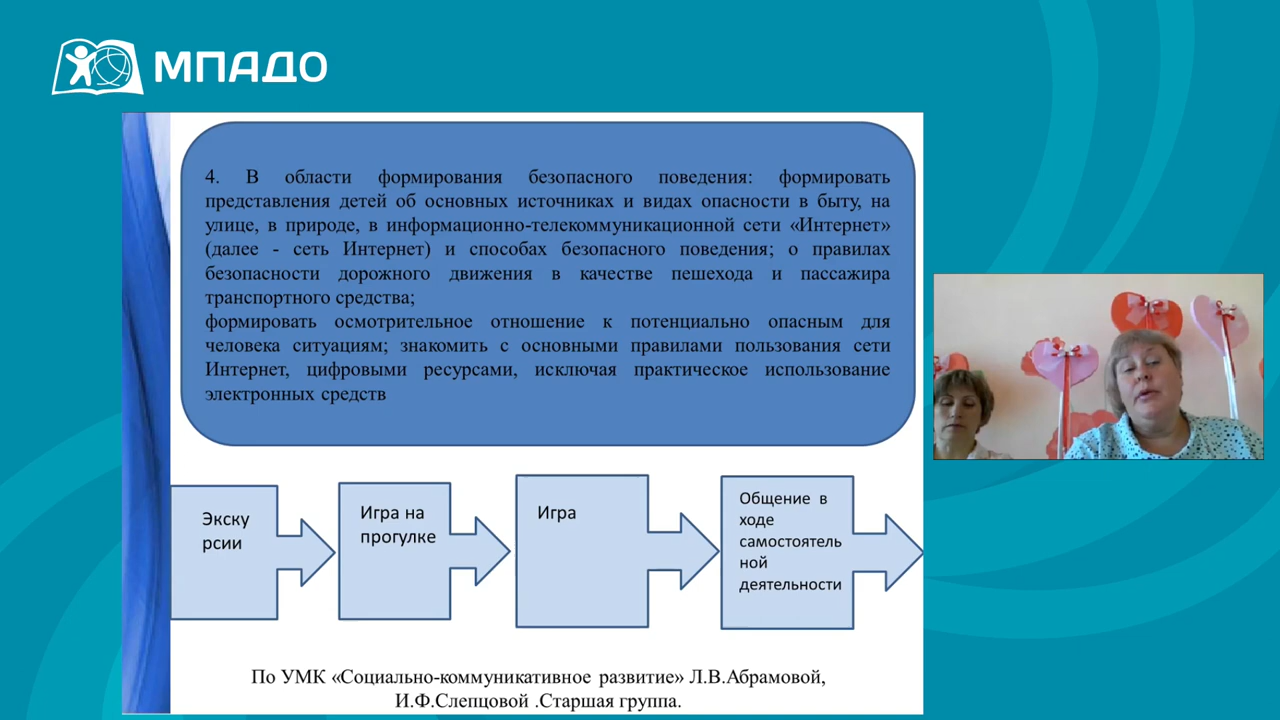 МПАДО
4. В области формирования безопасного поведения: формировать
представления детей об основных источниках и видах опасности в быту, на
улице, в природе, в информационно-телекоммуникационной сети «Интернет»
(далее - сеть Интернет) и способах безопасного поведения; о правилах
безопасности дорожного движения в качестве пешехода и пассажира
транспортного средства;
формировать осмотрительное отношение к потенциально опасным для
человека ситуациям; знакомить с основными правилами пользования сети
Интернет, цифровыми ресурсами, исключая практическое использование
электронных средств
Экску
рсии
Игра на
прогулке
Игра
Общение в
ходе
самостоятель
ной
деятельности
По УМК «Социально-коммуникативное развитие» Л.В.Абрамовой,
И.Ф.Слепцовой .Старшая группа.